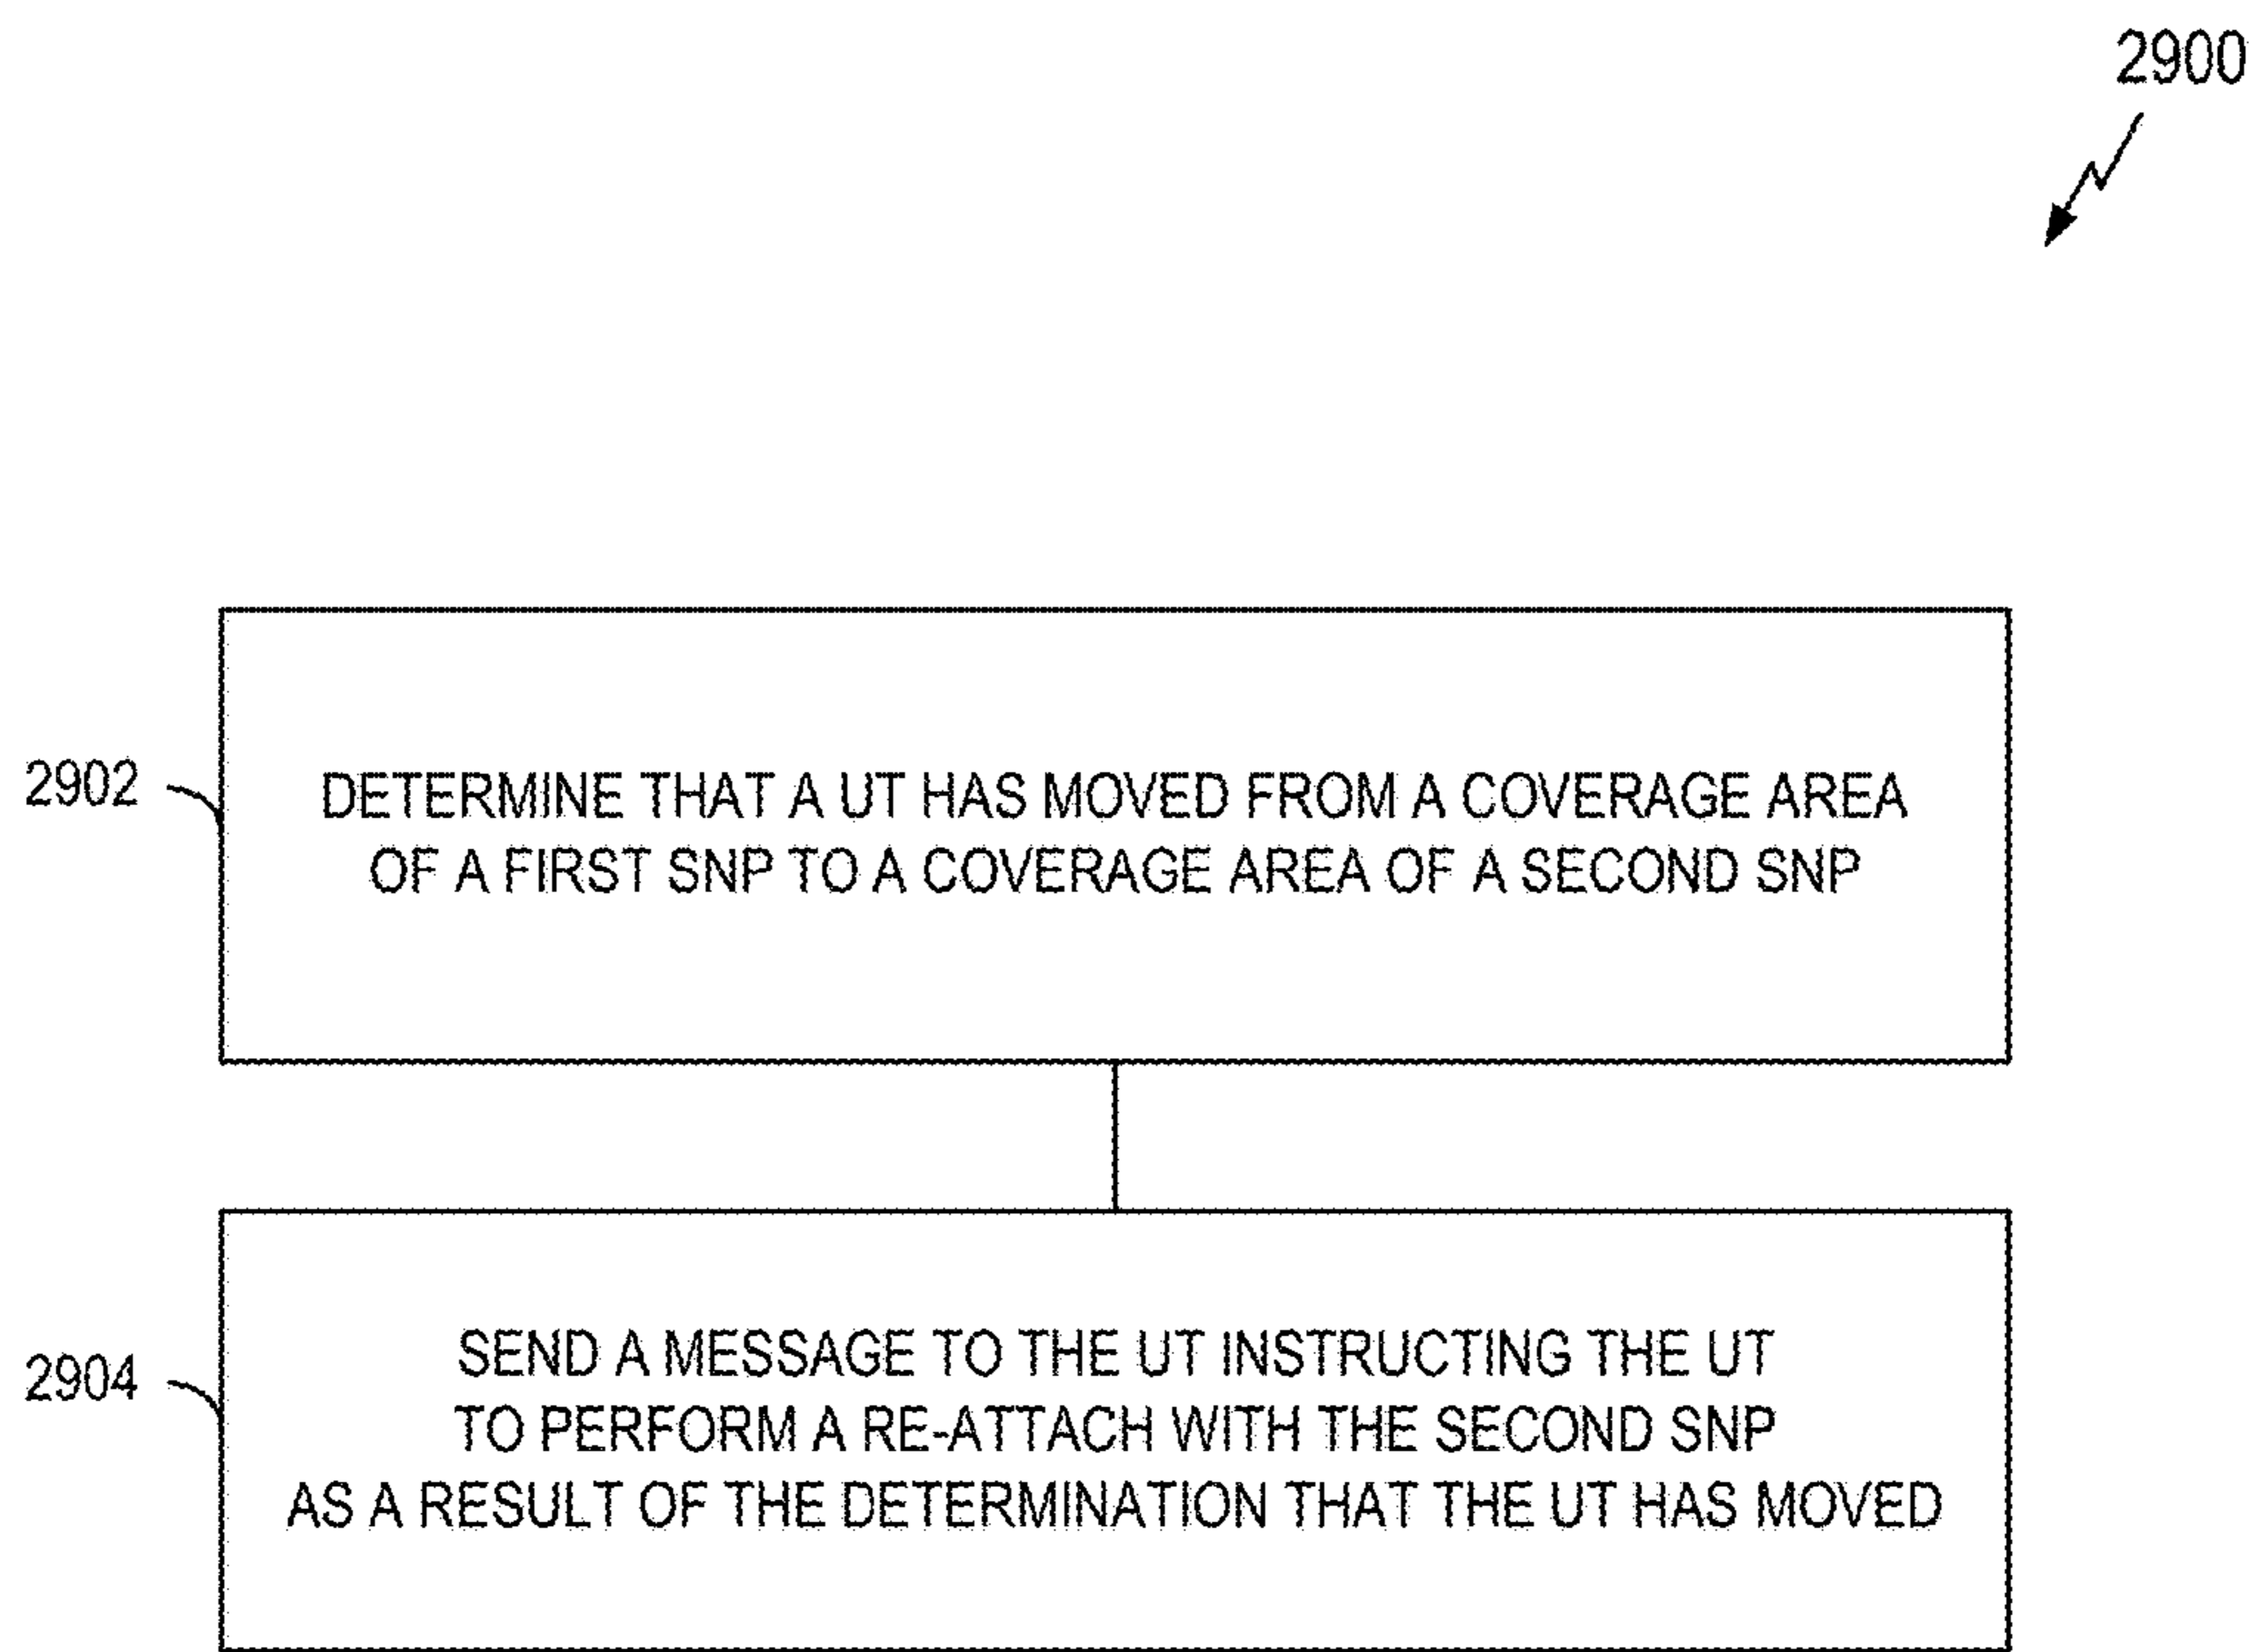 2900
2902
DETERMINE THAT A UT HAS MOVED FROM A COVERAGE AREA
OF A FIRST SNP TO A COVERAGE AREA OF A SECOND SNP
2904
SEND A MESSAGE TO THE UT INSTRUCTING THE UT
TO PERFORM A RE-ATTACH WITH THE SECOND SNP
AS A RESULT OF THE DETERMINATION THAT THE UT HAS MOVED